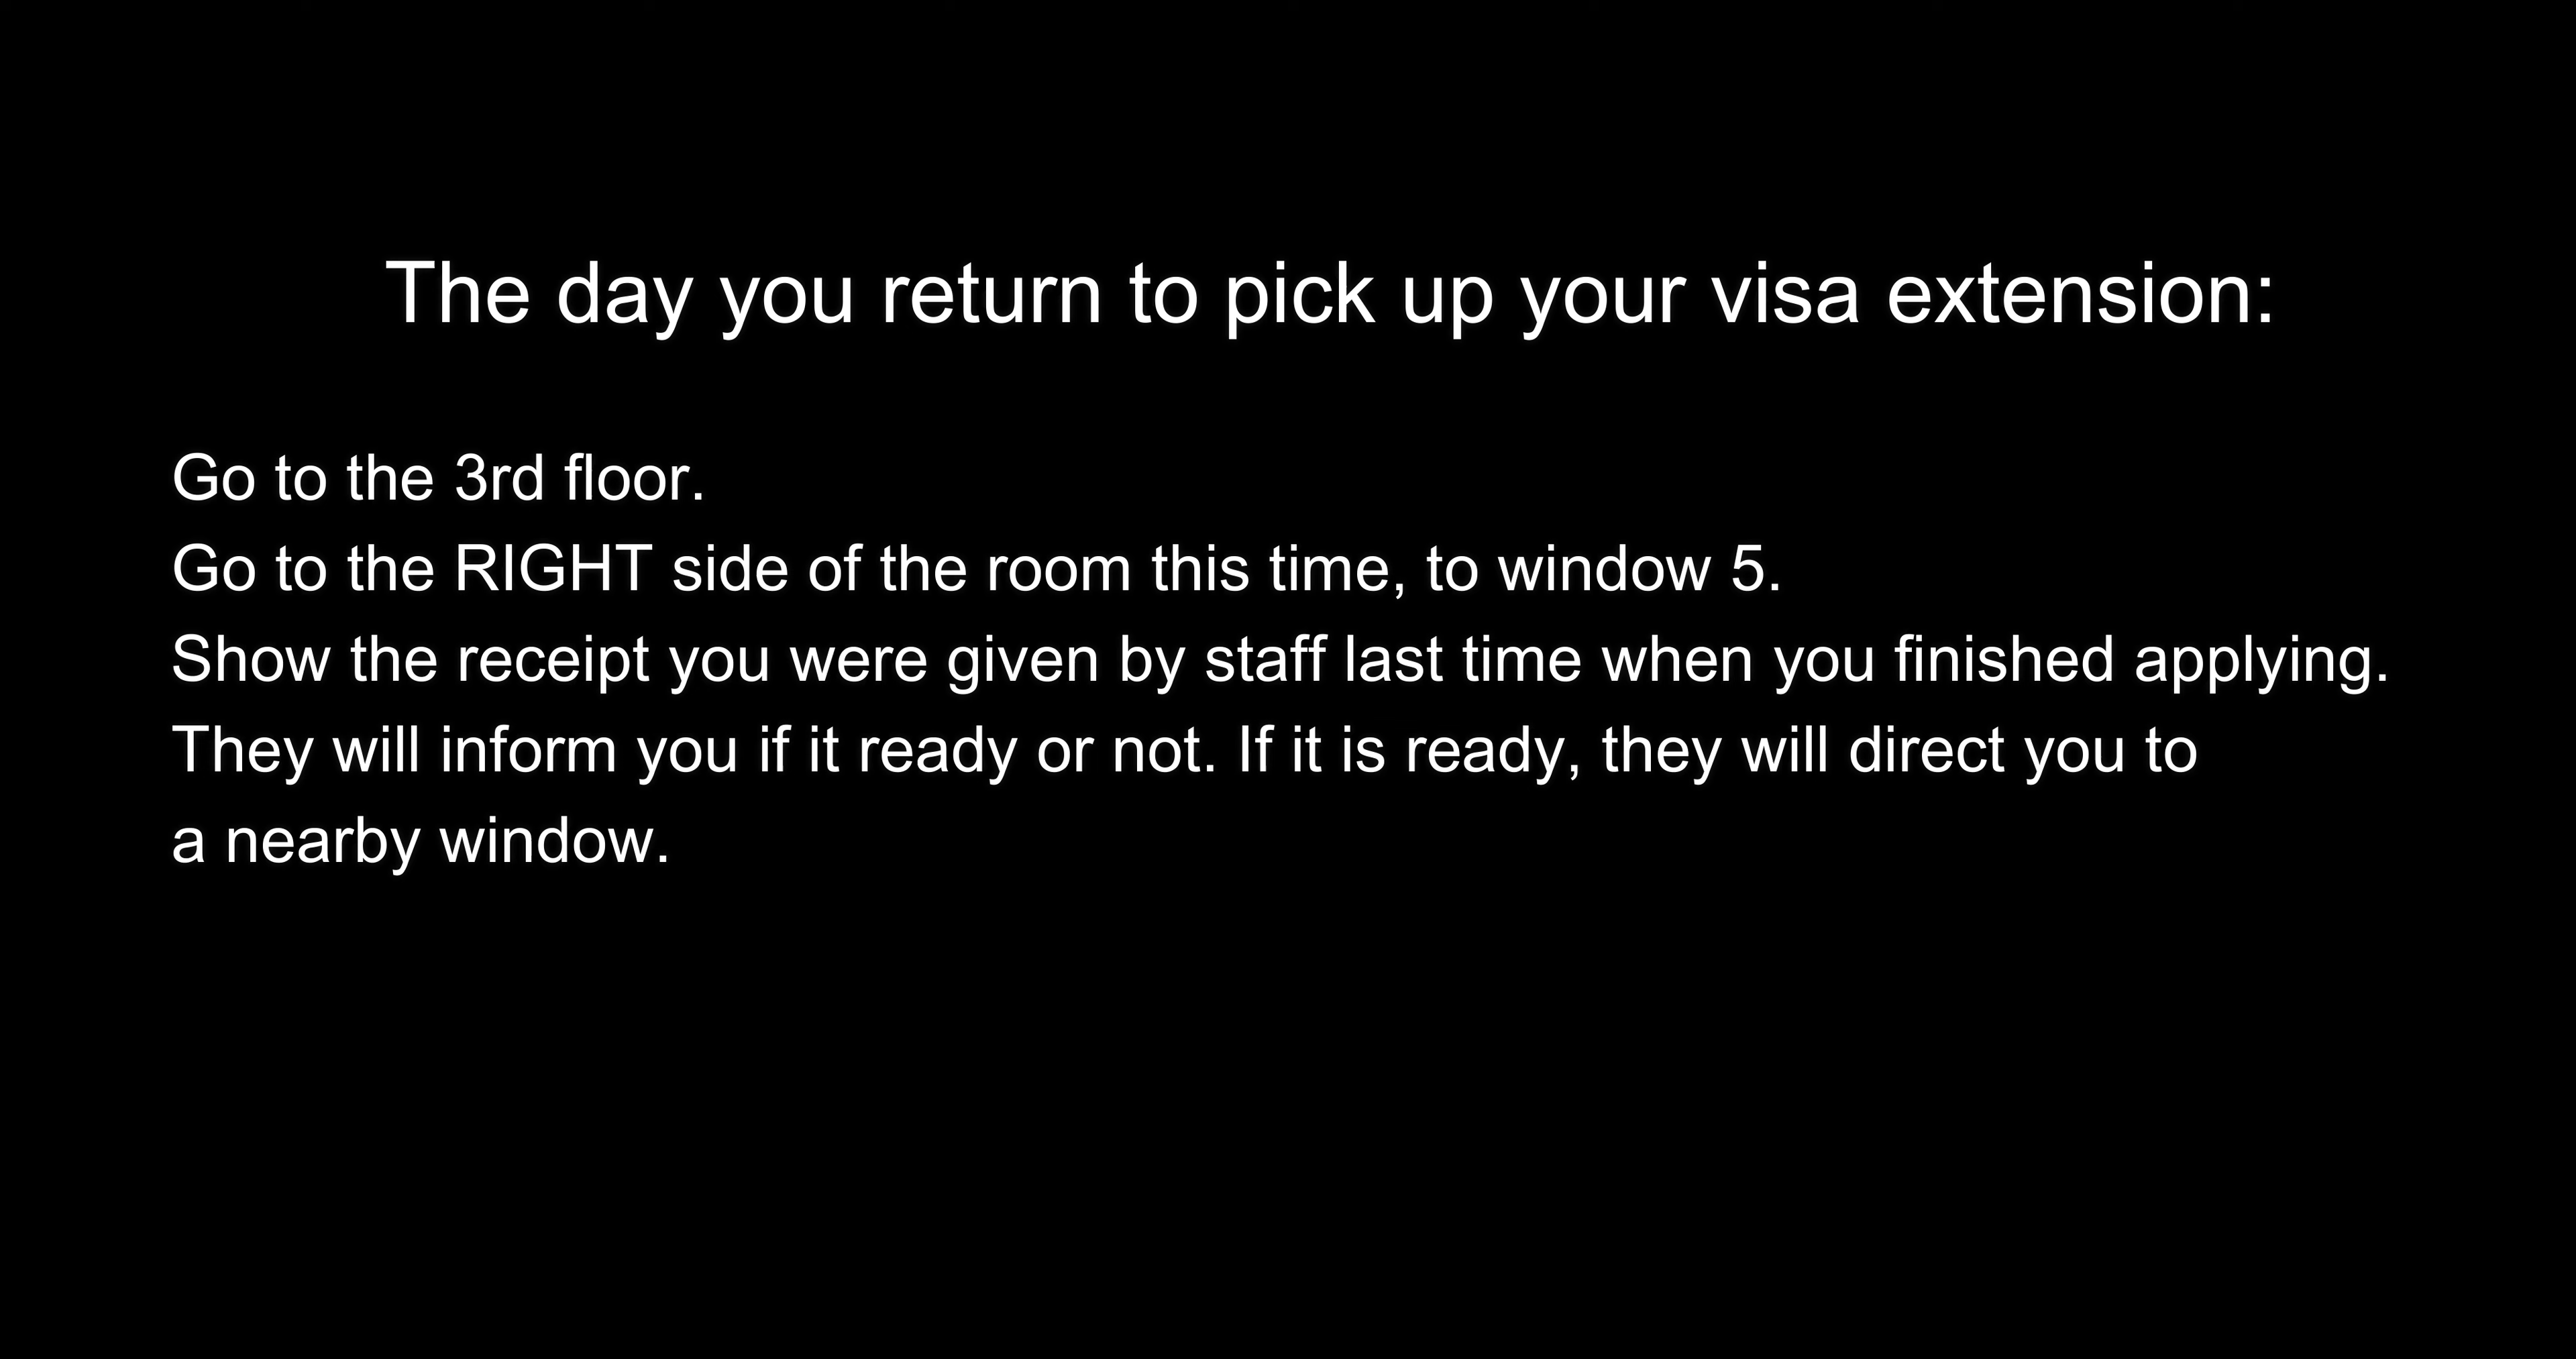 The day you return to pick up your visa extension:
Go to the 3rd floor.
Go to the RIGHT side of the room this time, to window 5.
Show the receipt you were given by staff last time when you finished applying.
They will inform you if it ready or not. If it is ready, they will direct you to
a nearby window.